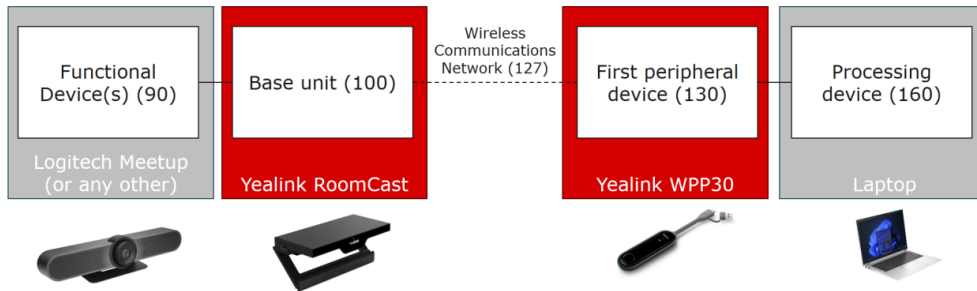 Functional
Device(s) (90)
Logitech Meetup
(or any other)
Base unit (100)
Yealink RoomCast
Wireless
Communications
Network (127)
First peripheral
device (130)
Yealink WPP30
Processing
device (160)
Laptop